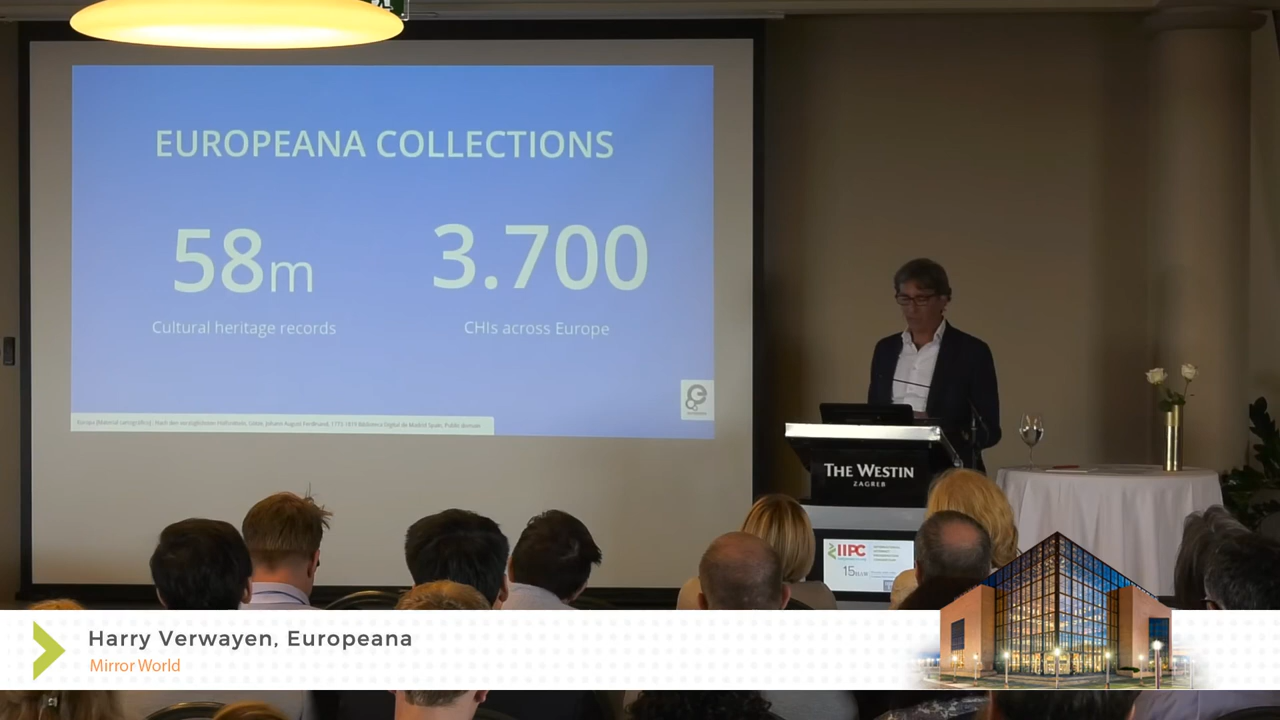 EUROPEANA COLLECTIONS
58m
3.700
Cultural heritage records
CHIs across Europe
THE WESTIN
ZAGREB
IIPC
Harry Verwayen, Europeana
Mirror World